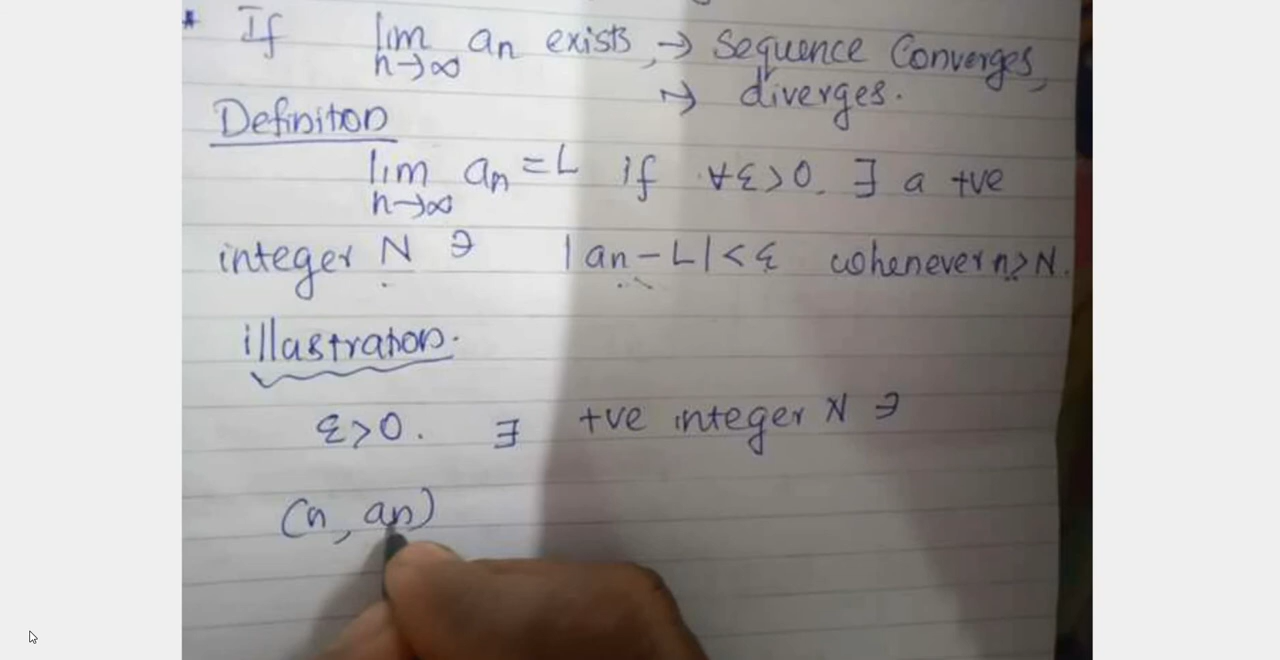 * If lim an exists, → Sequence Converges,
n→∞
↛ diverges.
Definiton
lim an = L if ∀ε>0. ∃ a +ve
n→∞
integer N ∋ |an - L| < ε whenever n≥N.
illustration.
ε>0. ∃ +ve integer N ∋
(n, an)